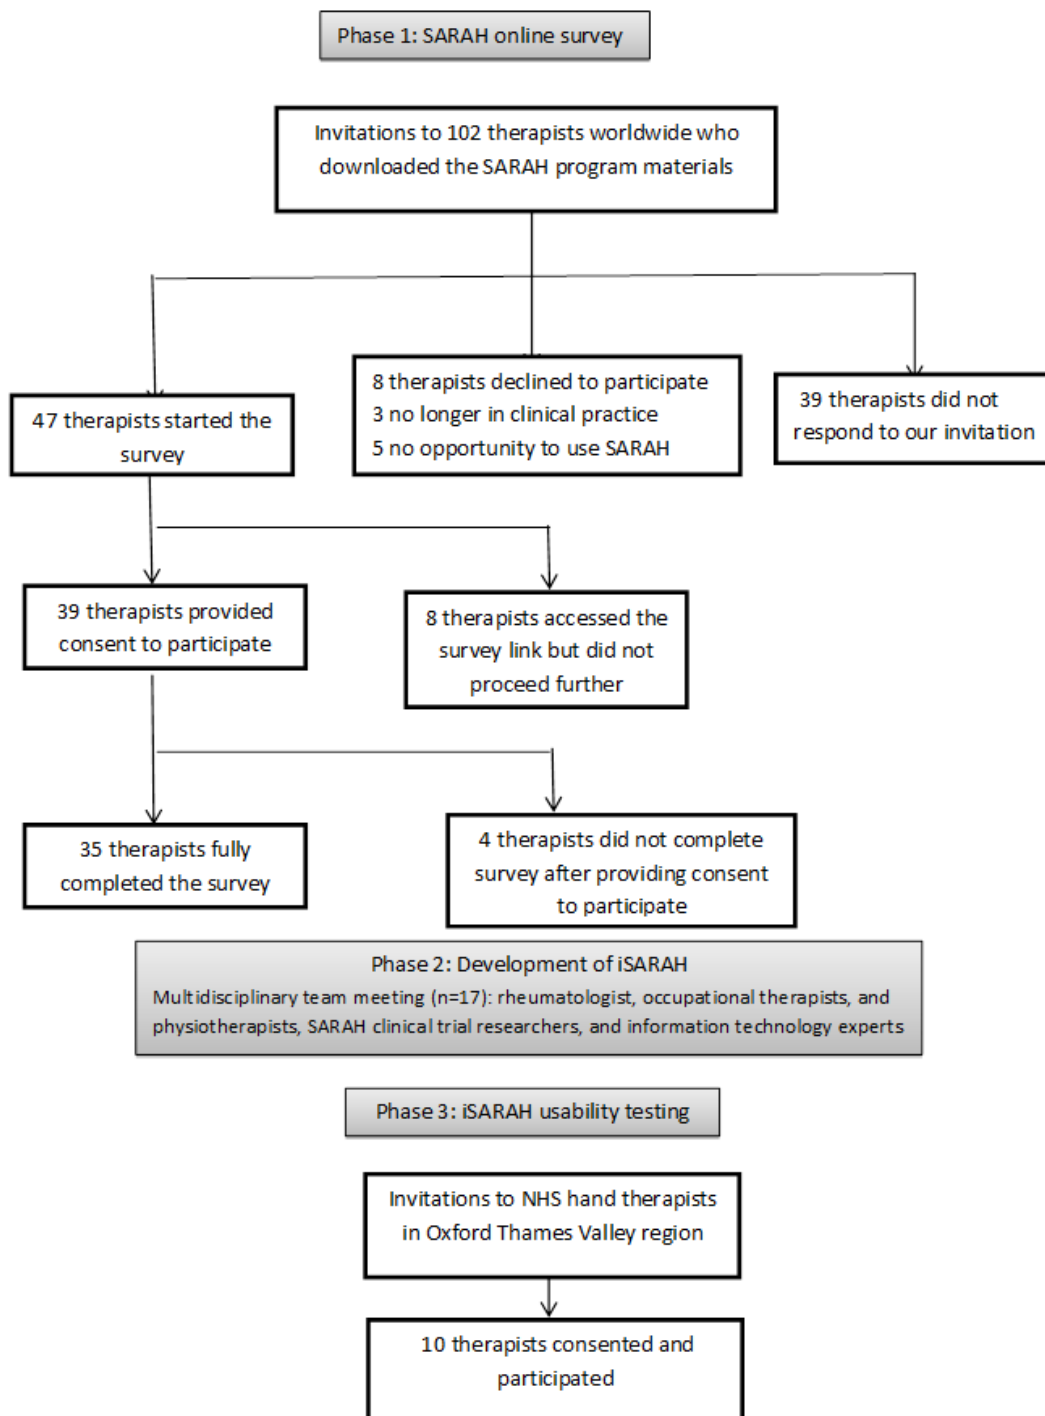 Phase 1: SARAH online survey
Invitations to 102 therapists worldwide who
downloaded the SARAH program materials
47 therapists started the
survey
8 therapists declined to participate
3 no longer in clinical practice
5 no opportunity to use SARAH
39 therapists did not
respond to our invitation
39 therapists provided
consent to participate
8 therapists accessed the
survey link but did not
proceed further
35 therapists fully
completed the survey
4 therapists did not complete
survey after providing consent
to participate
Phase 2: Development of iSARAH
Multidisciplinary team meeting (n=17): rheumatologist, occupational therapists, and
physiotherapists, SARAH clinical trial researchers, and information technology experts
Phase 3: iSARAH usability testing
Invitations to NHS hand therapists
in Oxford Thames Valley region
10 therapists consented and
participated